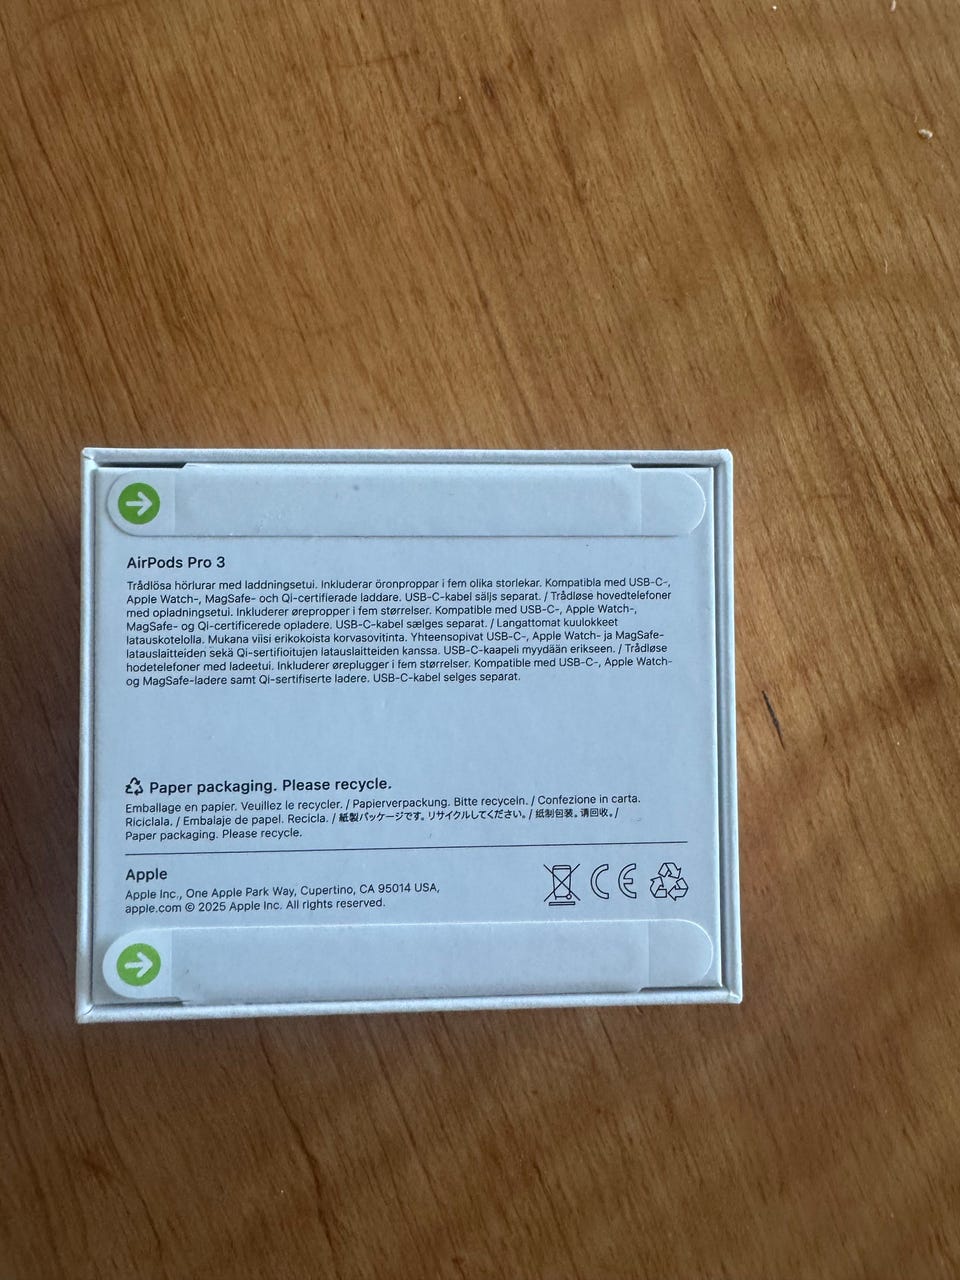 AirPods Pro 3
Trådlösa hörlurar med laddningsetui. Inkluderar öronproppar i fem olika storlekar. Kompatibla med USB-C-,
Apple Watch-, MagSafe- och Qi-certifierade laddare. USB-C-kabel säljs separat. / Trådløse hovedtelefoner
med opladningsetui. Inkluderer ørepropper i fem størrelser. Kompatible med USB-C-, Apple Watch-,
MagSafe- og Qi-certificerede opladere. USB-C-kabel sælges separat. / Langattomat kuulokkeet
latauskotelolla. Mukana viisi erikokoista korvasovitinta. Yhteensopivat USB-C-, Apple Watch- ja MagSafe-
latauslaitteiden sekä Qi-sertifioitujen latauslaitteiden kanssa. USB-C-kaapeli myydään erikseen. / Trådløse
hodetelefoner med ladeetui. Inkluderer øreplugger i fem størrelser. Kompatible med USB-C-, Apple Watch-
og MagSafe-ladere samt Qi-sertifiserte ladere. USB-C-kabel selges separat.
Paper packaging. Please recycle.
Emballage en papier. Veuillez le recycler. / Papierverpackung. Bitte recyceln. / Confezione in carta.
Riciclala. / Embalaje de papel. Recicla. / 紙製パッケージです。リサイクルしてください。/ 纸制包装。请回收。/
Paper packaging. Please recycle.
Apple
Apple Inc., One Apple Park Way, Cupertino, CA 95014 USA,
apple.com © 2025 Apple Inc. All rights reserved.
CE